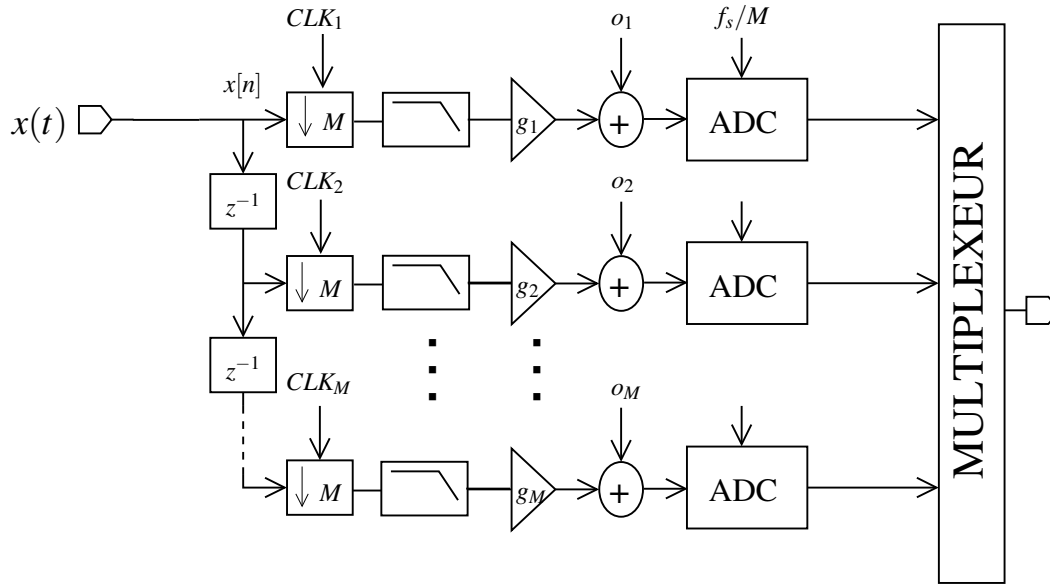 CLK₁
o₁
f_s/M
x[n]
x(t)
↓ M
g₁
+
ADC
CLK₂
o₂
z⁻¹
↓ M
g₂
+
ADC
z⁻¹
CLK_M
o_M
↓ M
g_M
+
ADC
MULTIPLEXEUR